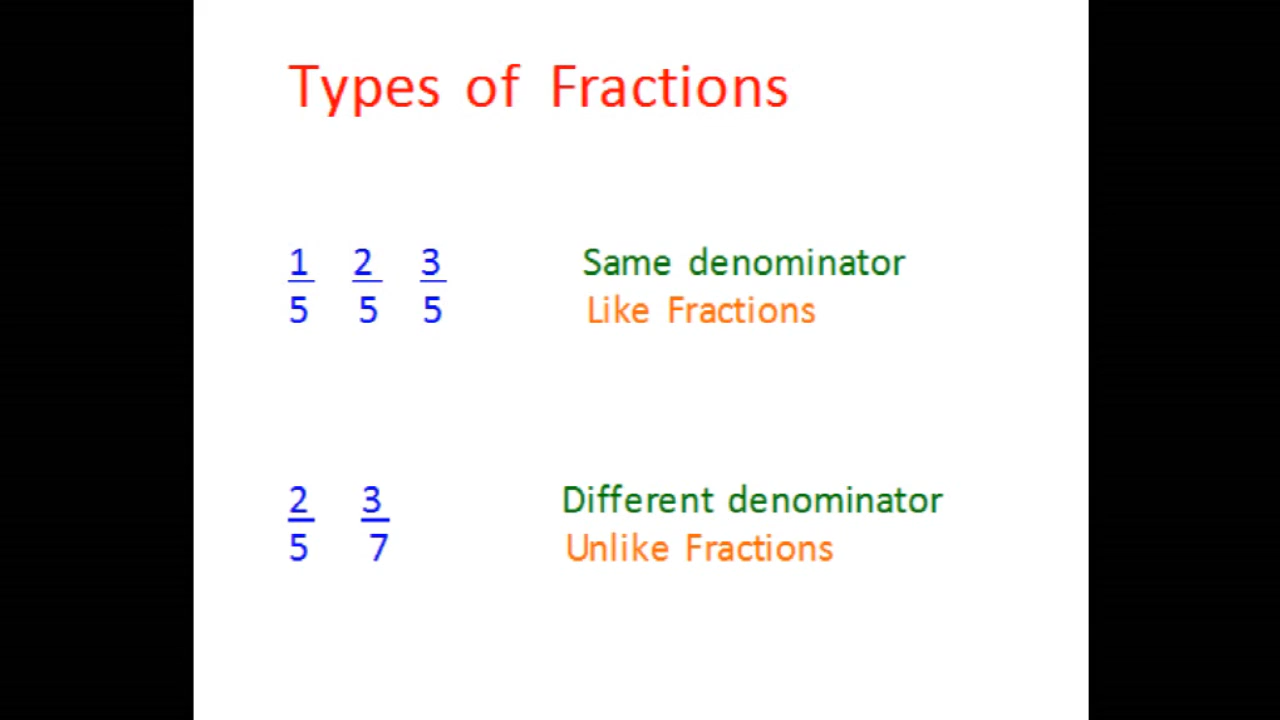 Types of Fractions
1 2 3 Same denominator
5 5 5 Like Fractions
2 3 Different denominator
5 7 Unlike Fractions